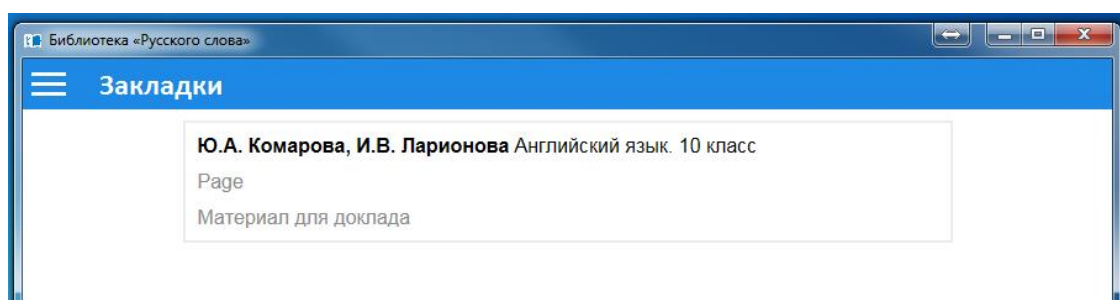 Библиотека «Русского слова»
Закладки
Ю.А. Комарова, И.В. Ларионова Английский язык. 10 класс
Page
Материал для доклада